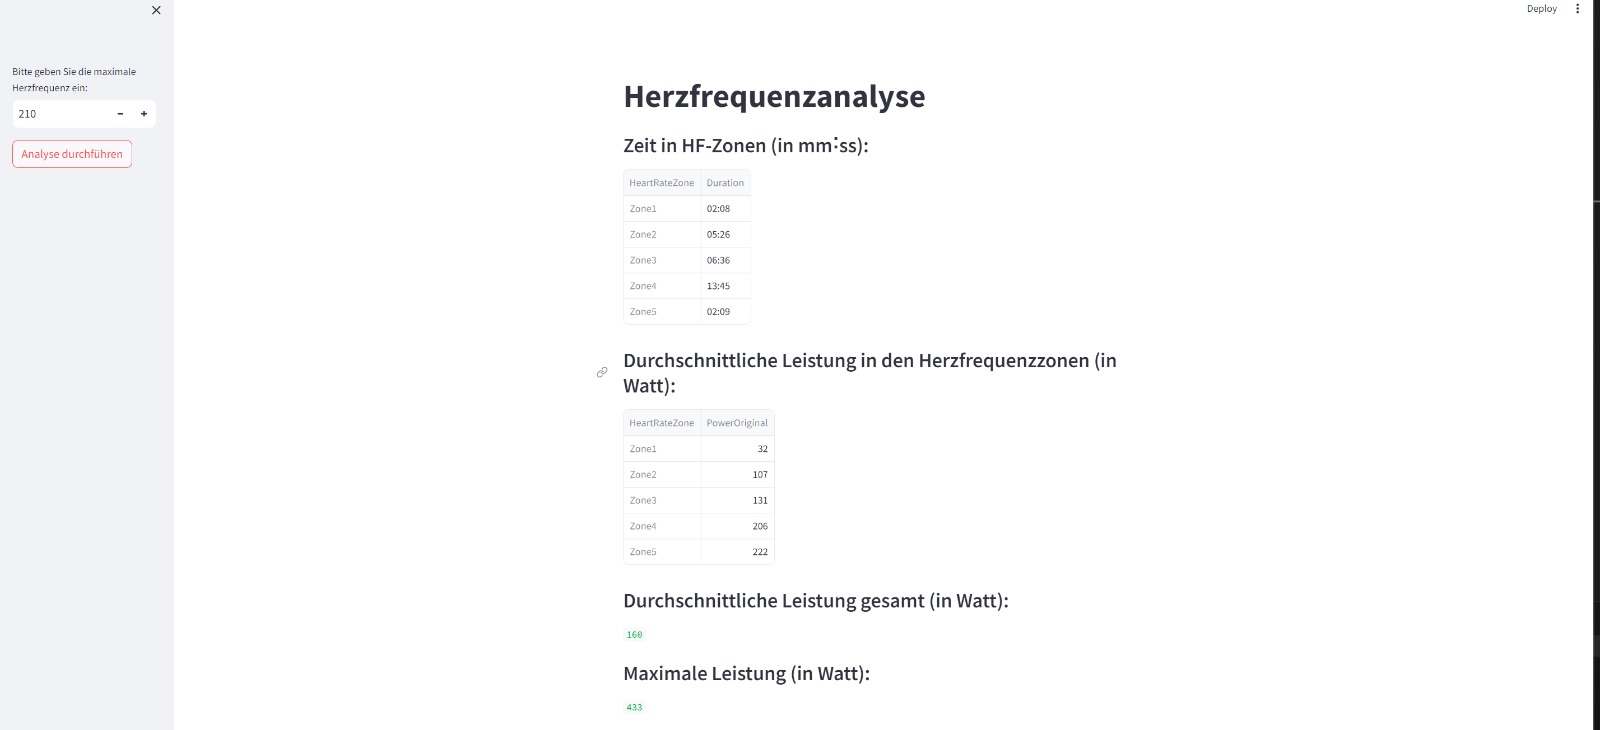 Deploy
Bitte geben Sie die maximale
Herzfrequenz ein:
210 - +
Analyse durchführen
Herzfrequenzanalyse
Zeit in HF-Zonen (in mm:ss):
HeartRateZone Duration
Zone1 02:08
Zone2 05:26
Zone3 06:36
Zone4 13:45
Zone5 02:09
Durchschnittliche Leistung in den Herzfrequenzzonen (in
Watt):
HeartRateZone PowerOriginal
Zone1 32
Zone2 107
Zone3 131
Zone4 206
Zone5 222
Durchschnittliche Leistung gesamt (in Watt):
160
Maximale Leistung (in Watt):
433